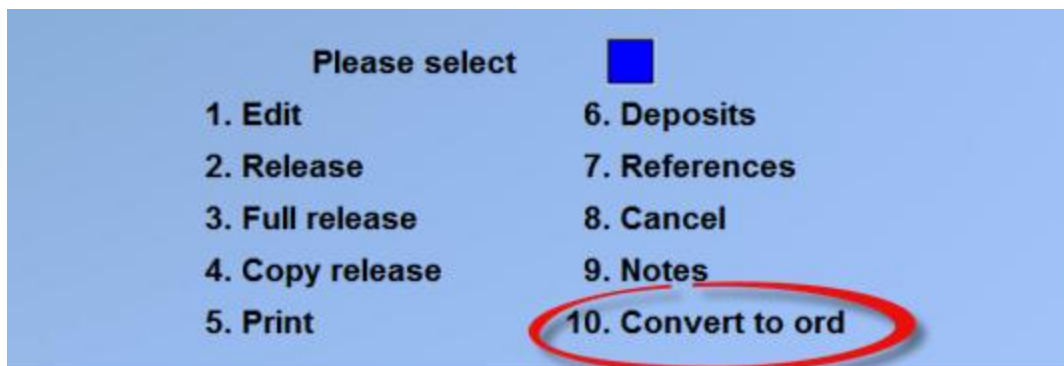 Please select
1. Edit
2. Release
3. Full release
4. Copy release
5. Print
6. Deposits
7. References
8. Cancel
9. Notes
10. Convert to ord